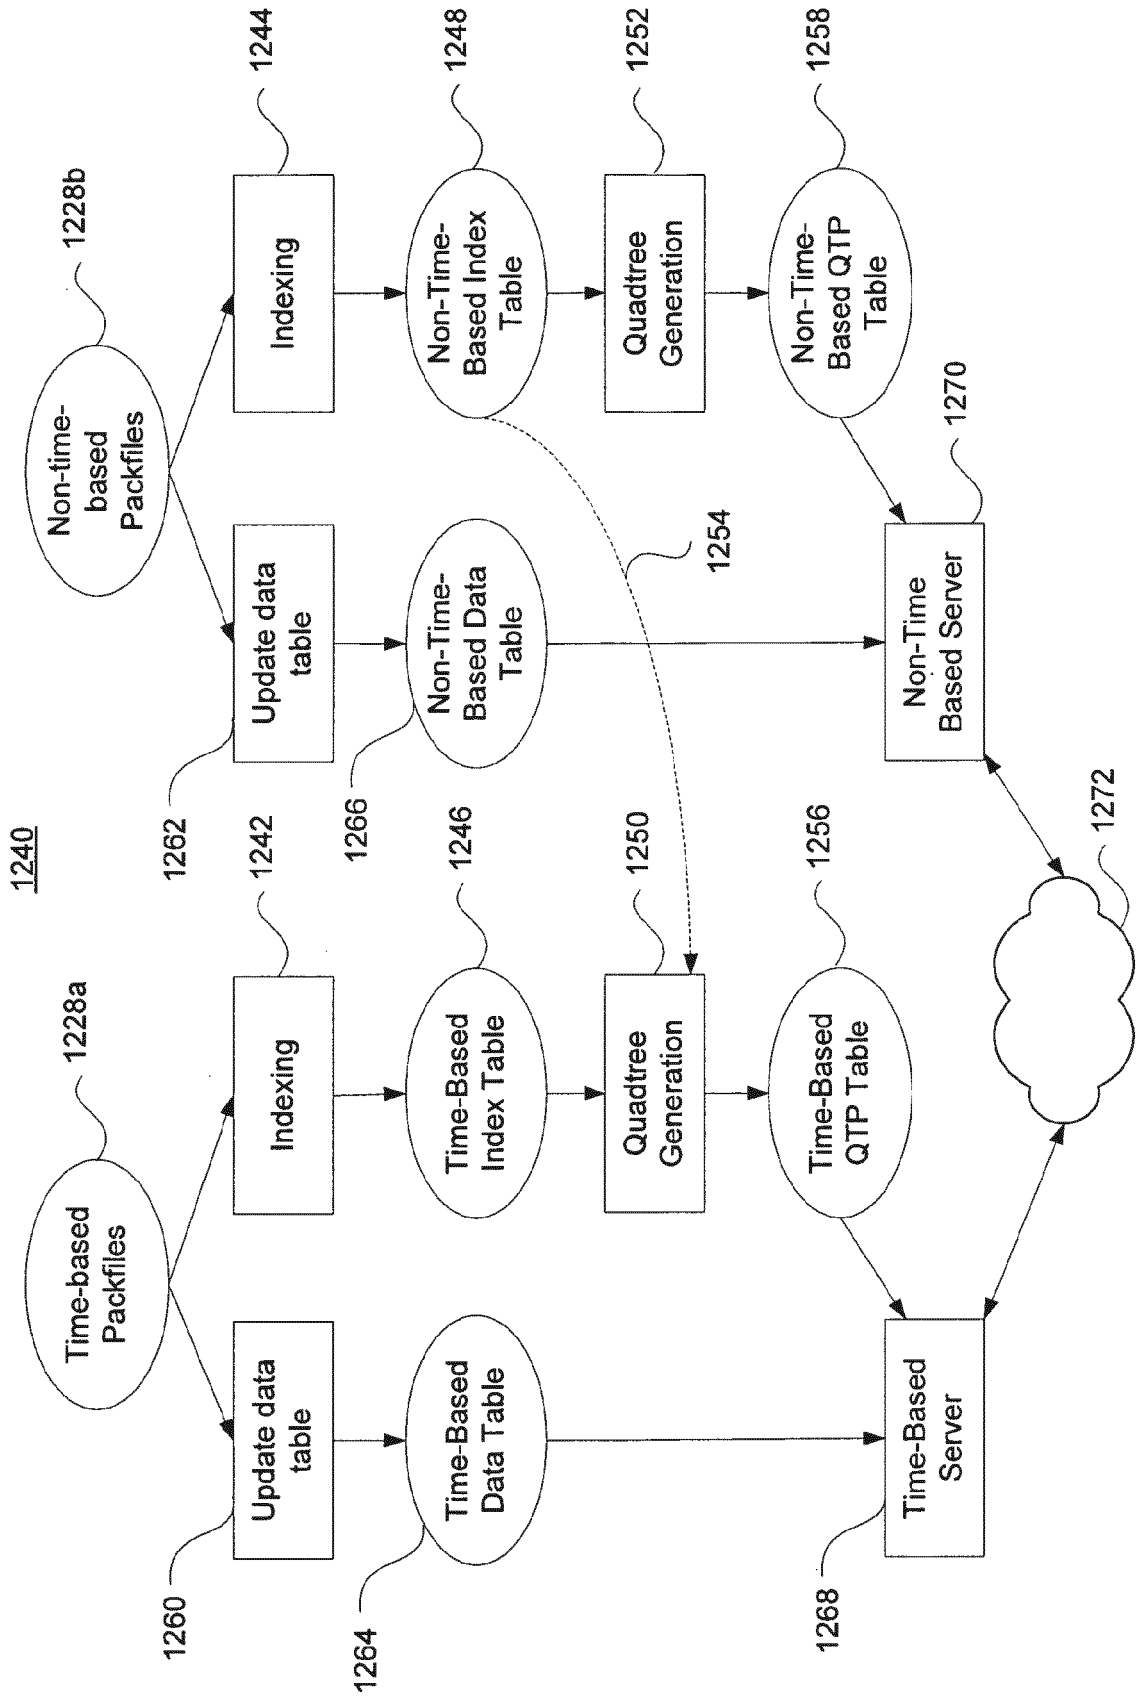 1240
Time-based
Packfiles
1228a
Non-time-
based
Packfiles
1228b
1260
Update data
table
Indexing
1242
1262
Update data
table
Indexing
1244
1264
Time-Based
Data Table
Time-Based
Index Table
1246
1266
Non-Time-
Based Data
Table
Non-Time-
Based Index
Table
1248
Quadtree
Generation
1250
1254
Quadtree
Generation
1252
Time-Based
QTP Table
1256
Non-Time-
Based QTP
Table
1258
1268
Time-Based
Server
Non-Time
Based Server
1270
1272